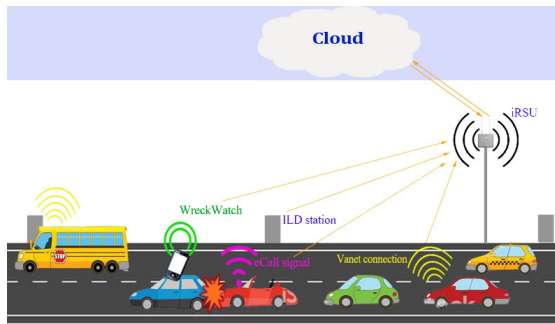 Cloud
iRSU
WreckWatch
ILD station
eCall signal
Vanet connection
STOP